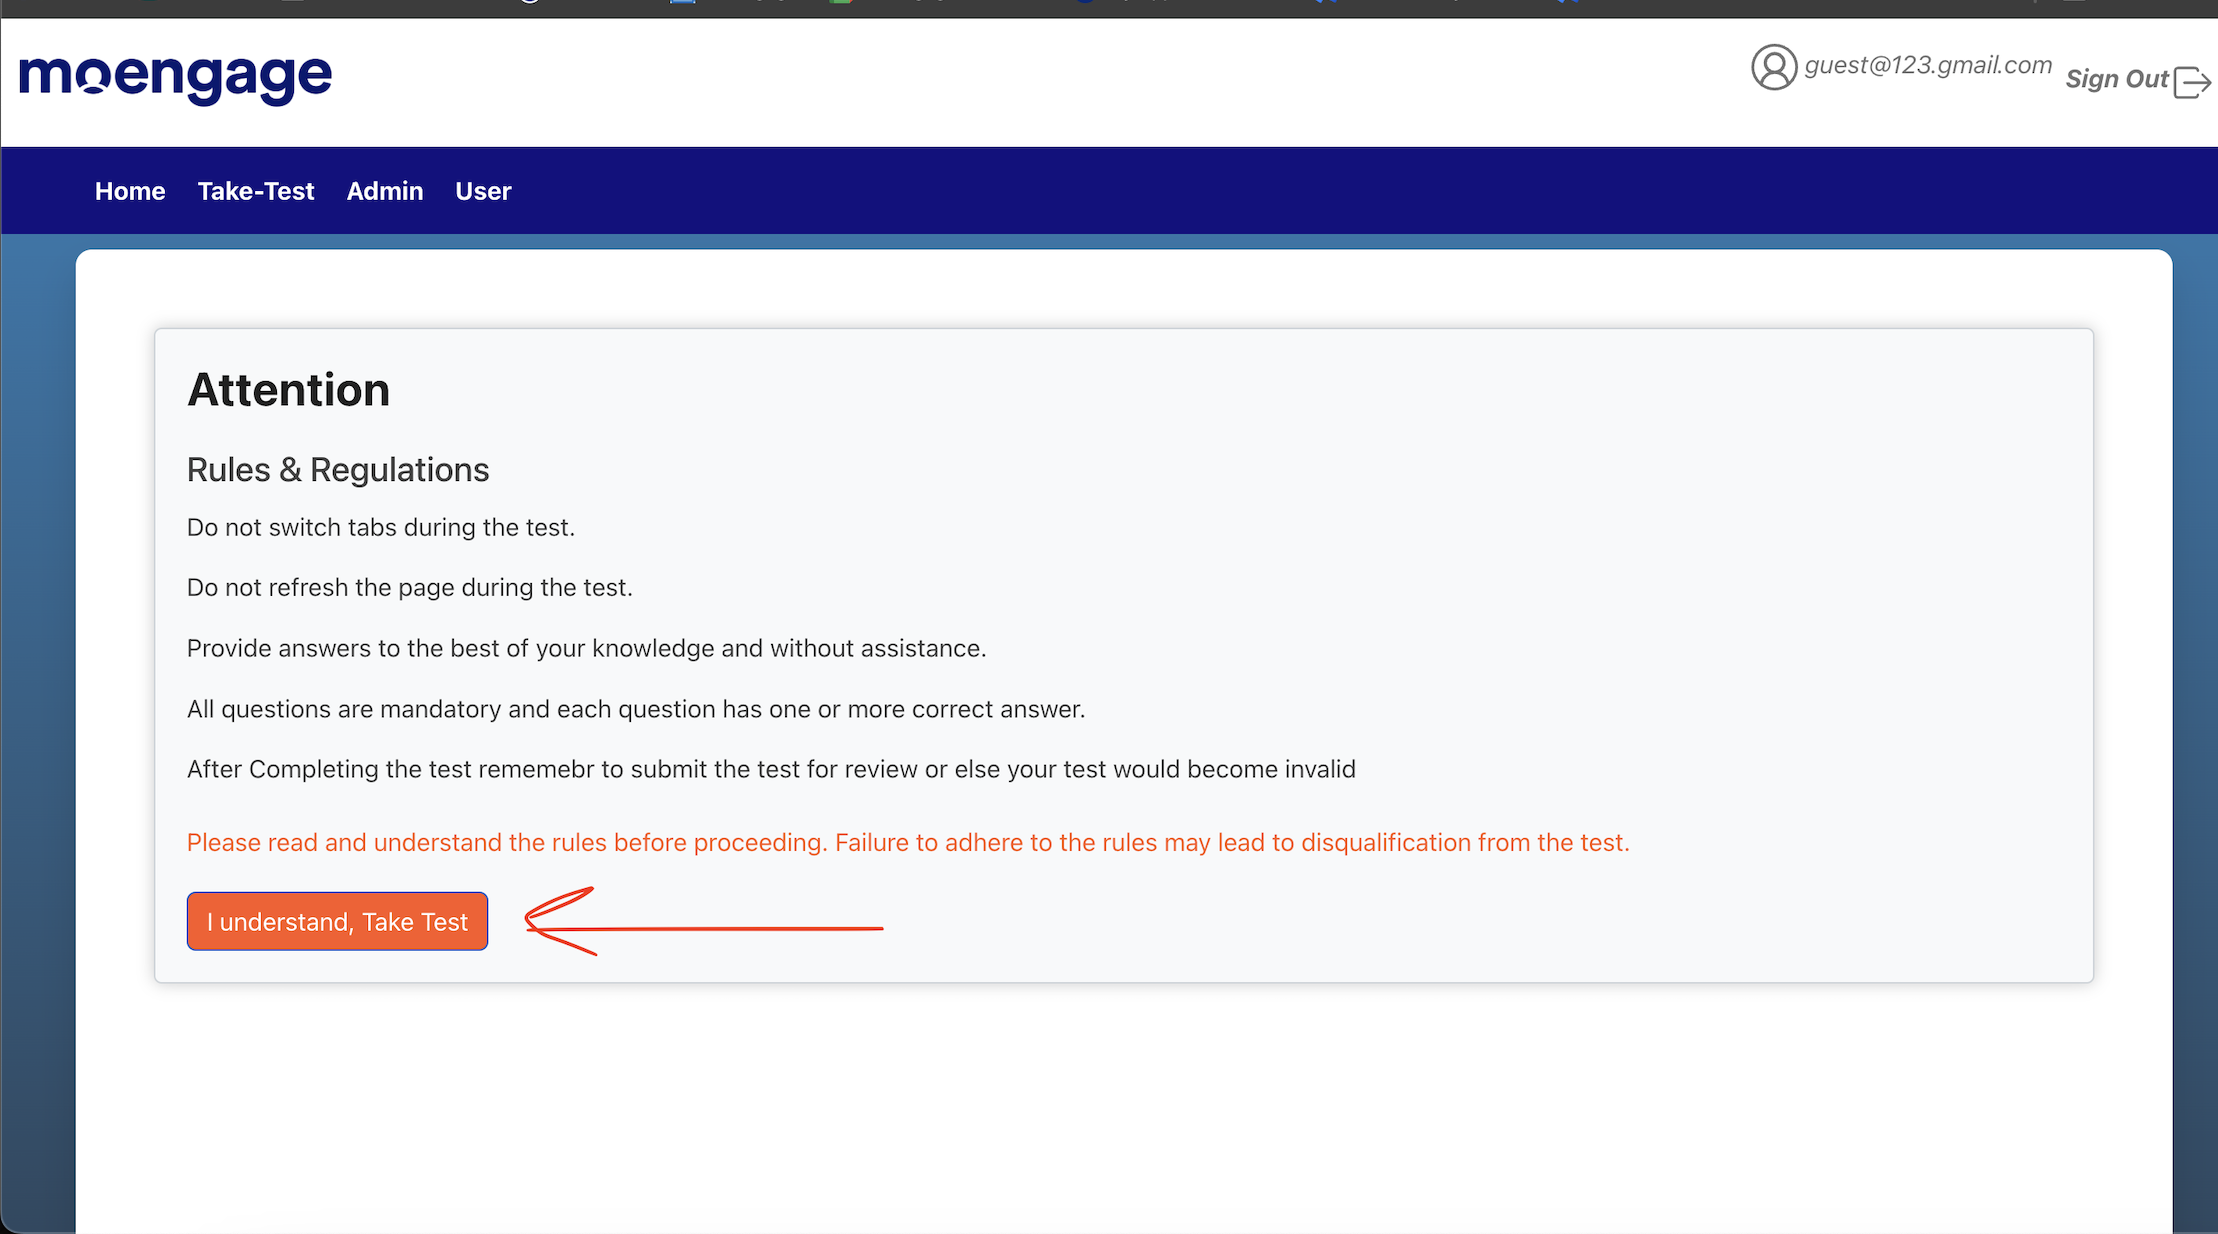 moengage
guest@123.gmail.com
Sign Out
Home Take-Test Admin User
Attention
Rules & Regulations
Do not switch tabs during the test.
Do not refresh the page during the test.
Provide answers to the best of your knowledge and without assistance.
All questions are mandatory and each question has one or more correct answer.
After Completing the test rememebr to submit the test for review or else your test would become invalid
Please read and understand the rules before proceeding. Failure to adhere to the rules may lead to disqualification from the test.
I understand, Take Test